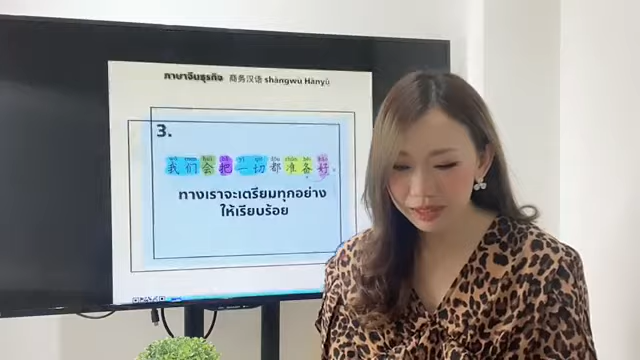 ภาษาจีนธุรกิจ 商务汉语 shāngwù Hànyǔ
3.
wǒ men huì bǎ yí qiè dōu zhǔn bèi hǎo
我们会把一切都准备好。
ทางเราจะเตรียมทุกอย่าง
ให้เรียบร้อย